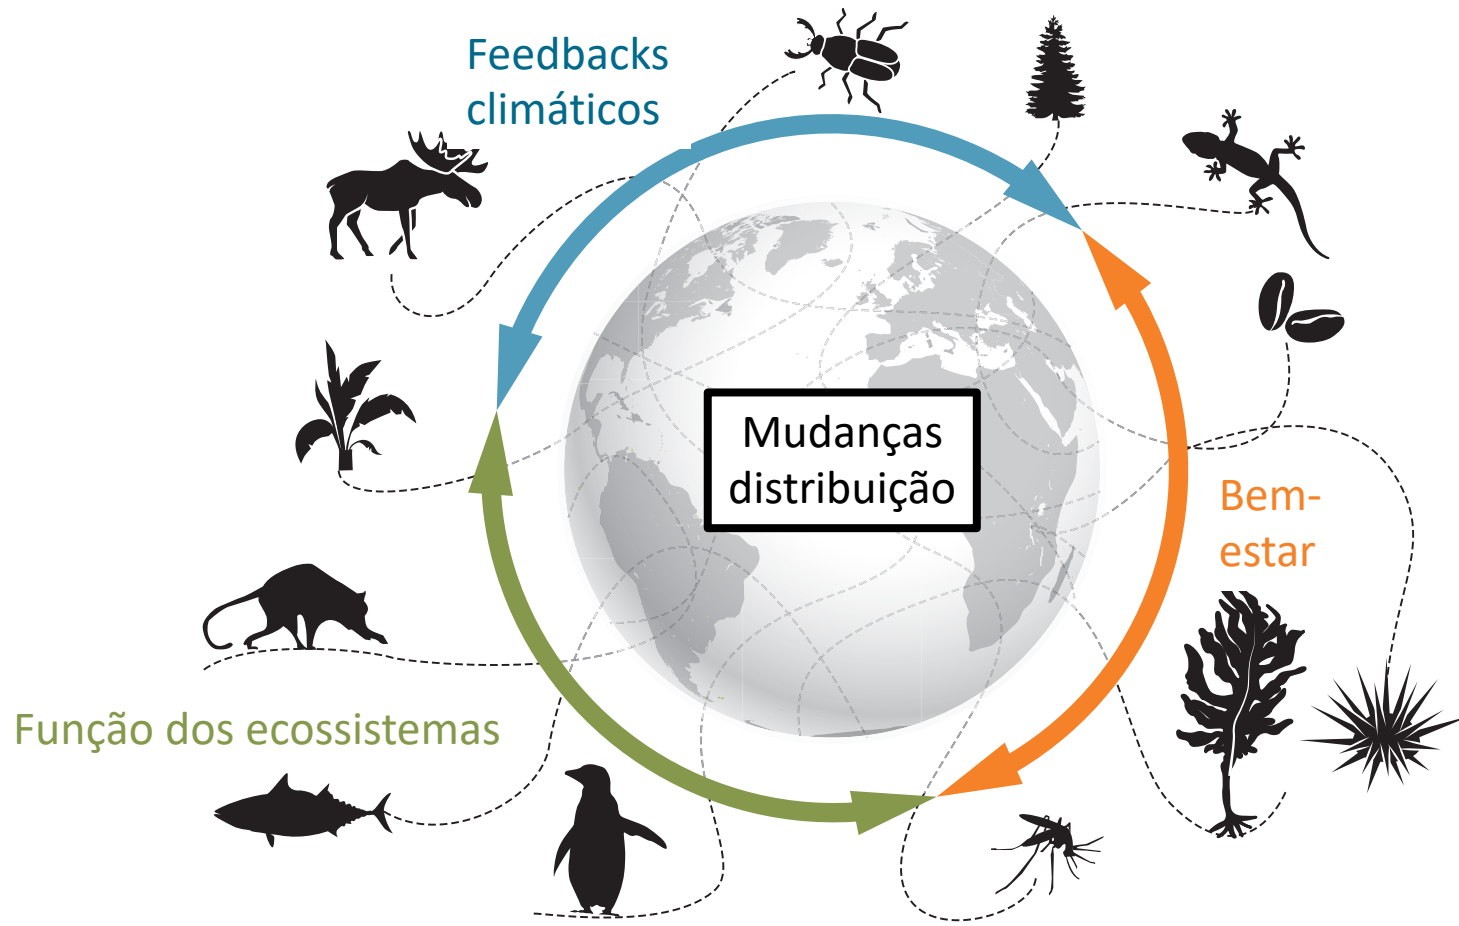 Feedbacks
climáticos
Mudanças
distribuição
Bem-
estar
Função dos ecossistemas